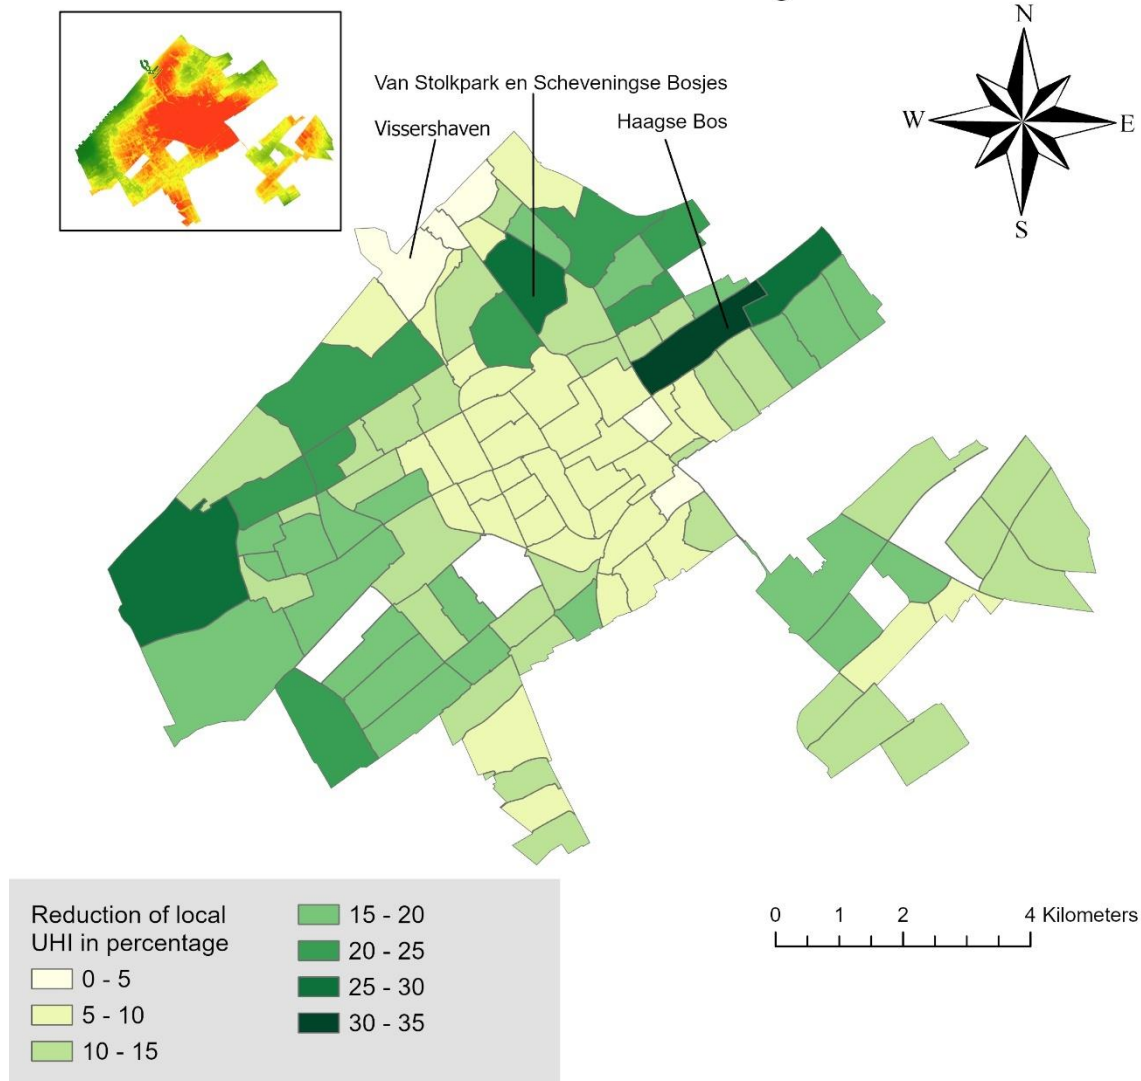 N
Van Stolkpark en Scheveningse Bosjes
Vissershaven
Haagse Bos
W
E
S
Reduction of local
UHI in percentage
0 - 5
5 - 10
10 - 15
15 - 20
20 - 25
25 - 30
30 - 35
0 1 2 4 Kilometers